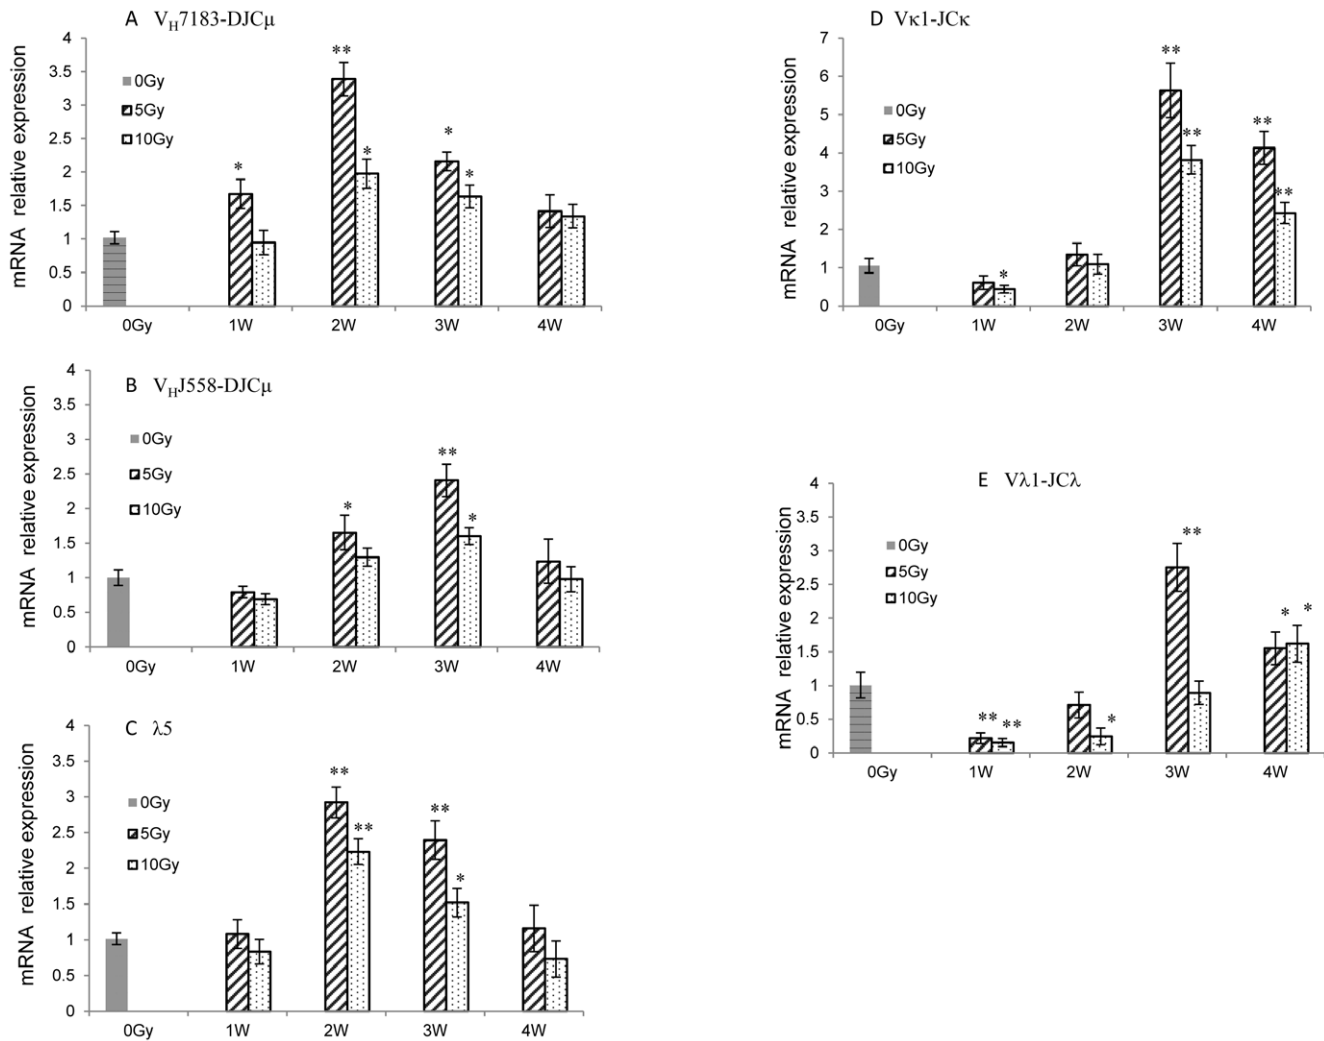 A V_H7183-DJCμ
mRNA relative expression
4
3.5
3
2.5
2
1.5
1
0.5
0
0Gy
5Gy
10Gy
*
**
*
*
*
0Gy 1W 2W 3W 4W
B V_HJ558-DJCμ
mRNA relative expression
4
3.5
3
2.5
2
1.5
1
0.5
0
0Gy
5Gy
10Gy
*
**
*
0Gy 1W 2W 3W 4W
C λ5
mRNA relative expression
4
3.5
3
2.5
2
1.5
1
0.5
0
0Gy
5Gy
10Gy
**
**
**
*
0Gy 1W 2W 3W 4W
D Vκ1-JCκ
mRNA relative expression
7
6
5
4
3
2
1
0
0Gy
5Gy
10Gy
*
**
**
**
**
0Gy 1W 2W 3W 4W
E Vλ1-JCλ
mRNA relative expression
4
3.5
3
2.5
2
1.5
1
0.5
0
0Gy
5Gy
10Gy
**
**
*
**
*
*
0Gy 1W 2W 3W 4W